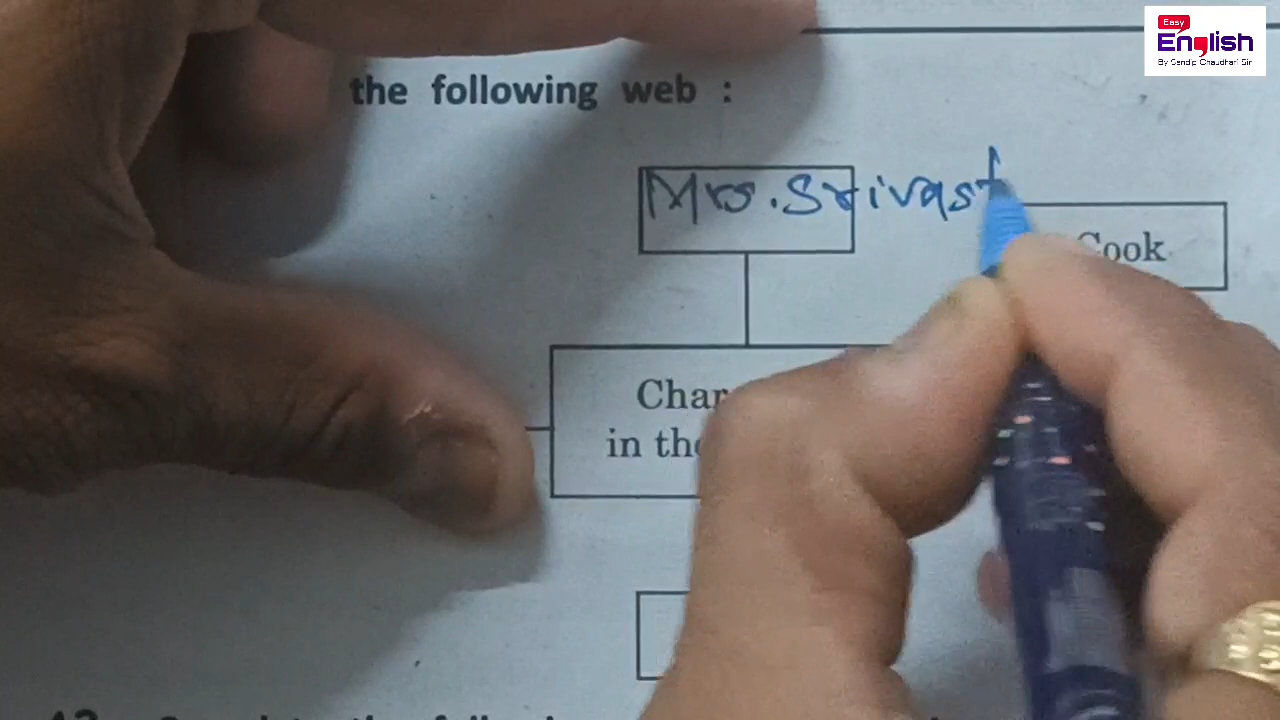 Easy
English
By Sandip Chaudhari Sir
the following web :
Mrs. Srivast
Cook
Char
in the